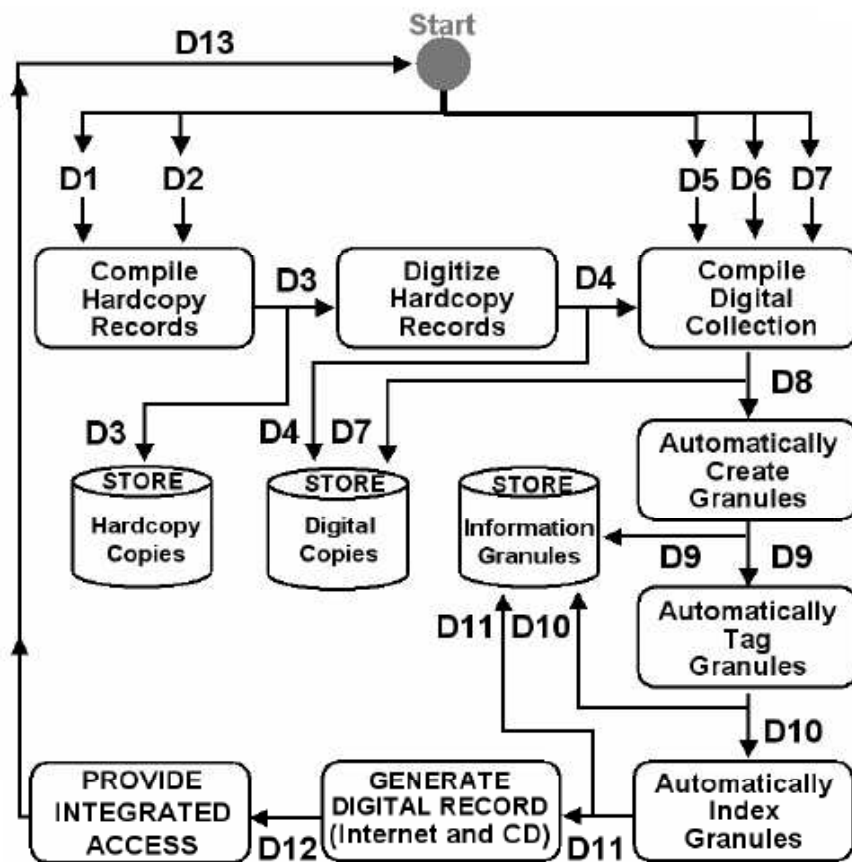 Start
D13
D1 D2 D5 D6 D7
Compile
Hardcopy
Records
D3
Digitize
Hardcopy
Records
D4
Compile
Digital
Collection
D8
D3 D4 D7
STORE
Hardcopy
Copies
STORE
Digital
Copies
STORE
Information
Granules
Automatically
Create
Granules
D9 D9
Automatically
Tag
Granules
D11 D10
D10
PROVIDE
INTEGRATED
ACCESS
D12
GENERATE
DIGITAL RECORD
(Internet and CD)
D11
Automatically
Index
Granules